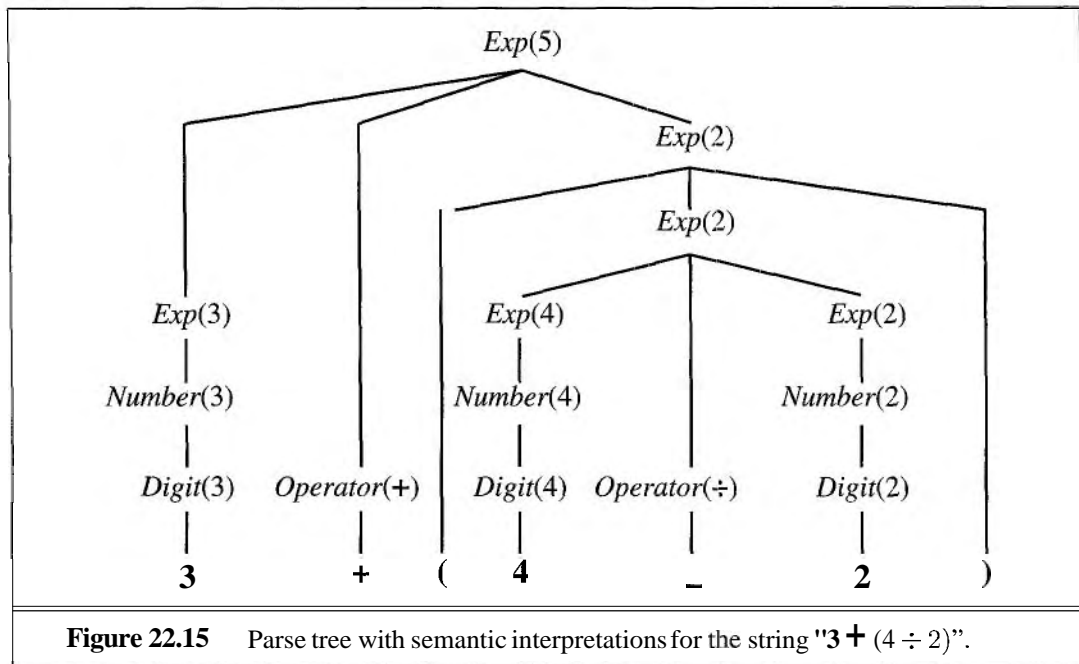 Exp(5)
Exp(2)
Exp(2)
Exp(3) Exp(4) Exp(2)
Number(3) Number(4) Number(2)
Digit(3) Operator(+) Digit(4) Operator(÷) Digit(2)
3 + ( 4 – 2 )
Figure 22.15 Parse tree with semantic interpretations for the string "3 + (4 ÷ 2)".